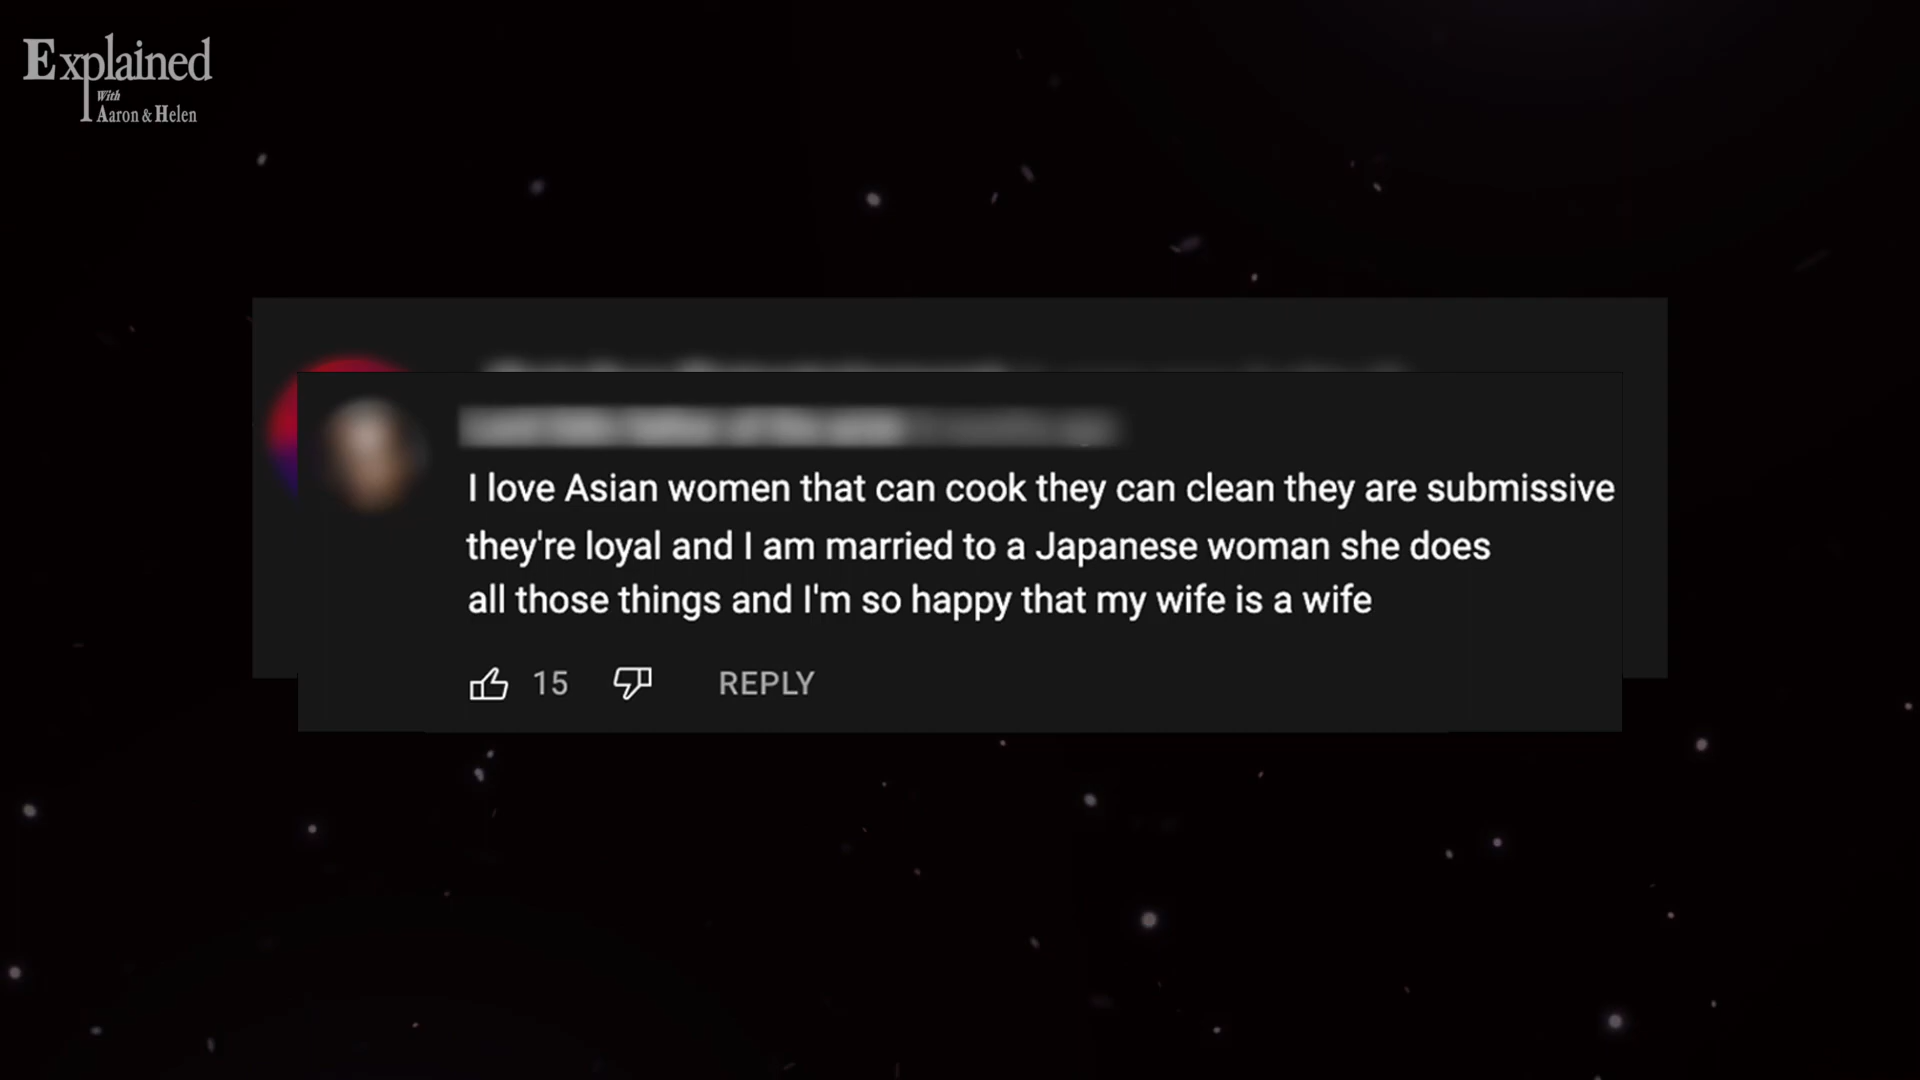 Explained
With
Aaron & Helen
I love Asian women that can cook they can clean they are submissive
they're loyal and I am married to a Japanese woman she does
all those things and I'm so happy that my wife is a wife
15 REPLY